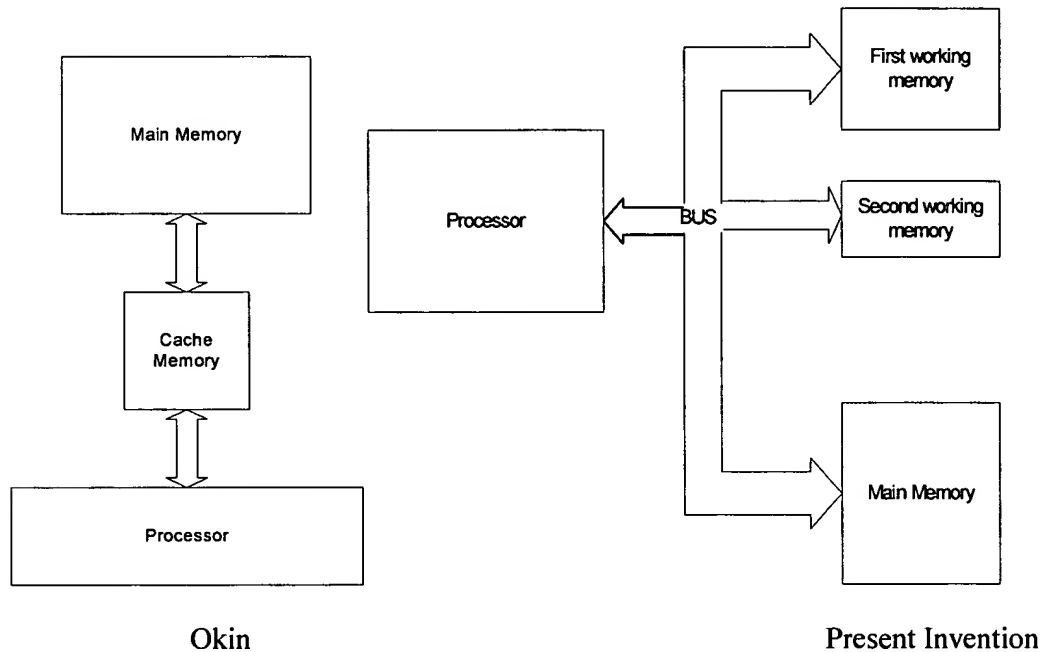 Main Memory
Cache
Memory
Processor
Okin
Processor
BUS
First working
memory
Second working
memory
Main Memory
Present Invention